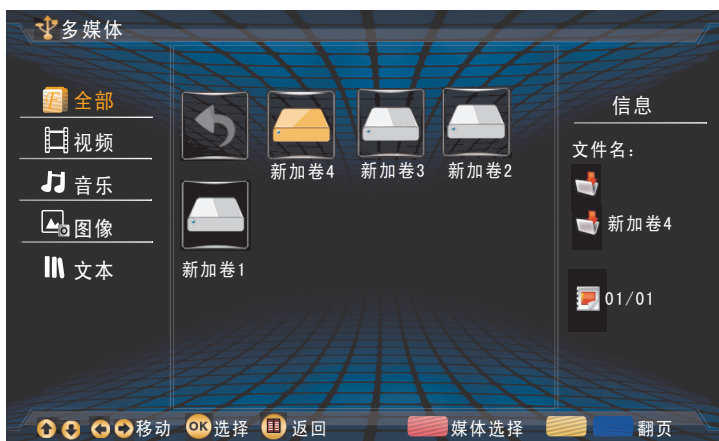 多媒体
全部
视频
音乐
图像
文本
新加卷4
新加卷3
新加卷2
新加卷1
信息
文件名:
新加卷4
01/01
移动
OK
选择
返回
媒体选择
翻页